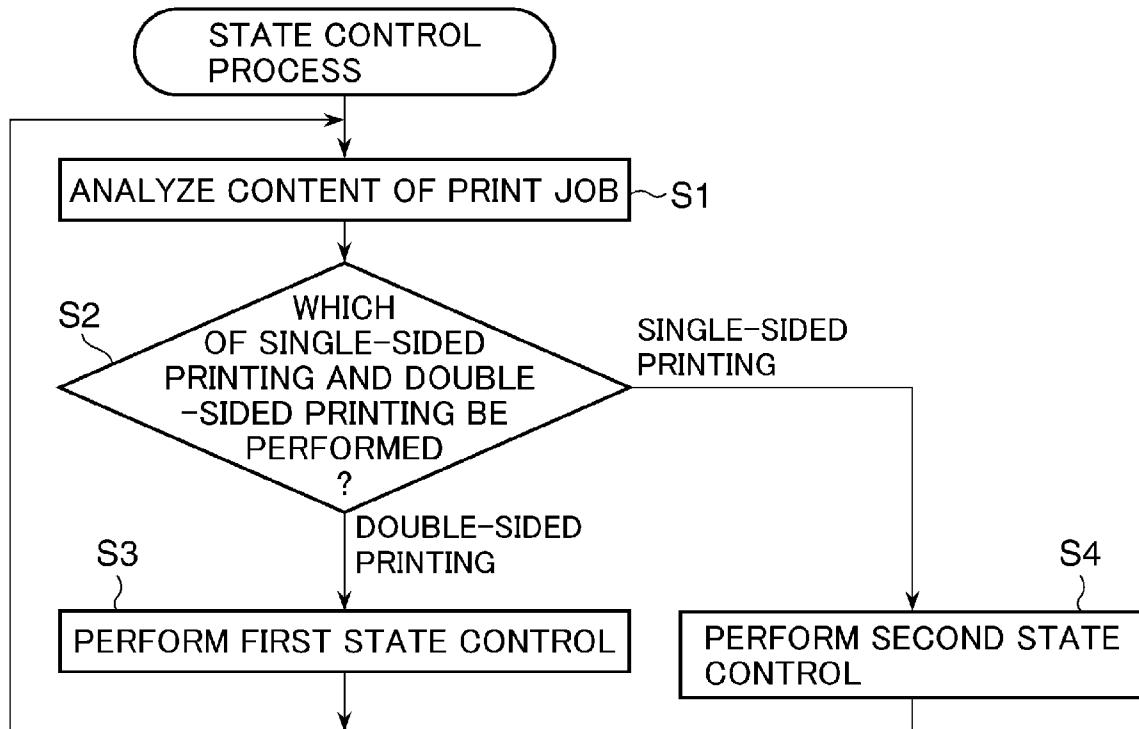 STATE CONTROL
PROCESS
ANALYZE CONTENT OF PRINT JOB
S1
S2
WHICH
OF SINGLE-SIDED
PRINTING AND DOUBLE
-SIDED PRINTING BE
PERFORMED
?
SINGLE-SIDED
PRINTING
DOUBLE-SIDED
PRINTING
S3
PERFORM FIRST STATE CONTROL
S4
PERFORM SECOND STATE
CONTROL